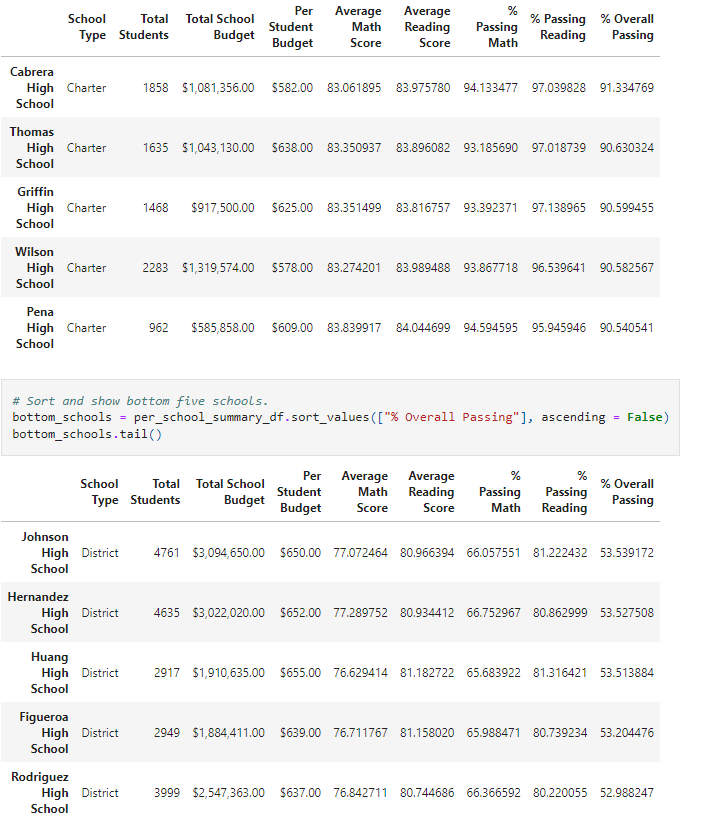 School Type Total Students Total School Budget Per Student Budget Average Math Score Average Reading Score % Passing Math % Passing Reading % Overall Passing
Cabrera High School Charter 1858 $1,081,356.00 $582.00 83.061895 83.975780 94.133477 97.039828 91.334769
Thomas High School Charter 1635 $1,043,130.00 $638.00 83.350937 83.896082 93.185690 97.018739 90.630324
Griffin High School Charter 1468 $917,500.00 $625.00 83.351499 83.816757 93.392371 97.138965 90.599455
Wilson High School Charter 2283 $1,319,574.00 $578.00 83.274201 83.989488 93.867718 96.539641 90.582567
Pena High School Charter 962 $585,858.00 $609.00 83.839917 84.044699 94.594595 95.945946 90.540541
# Sort and show bottom five schools.
bottom_schools = per_school_summary_df.sort_values(["% Overall Passing"], ascending = False)
bottom_schools.tail()
School Type Total Students Total School Budget Per Student Budget Average Math Score Average Reading Score % Passing Math % Passing Reading % Overall Passing
Johnson High School District 4761 $3,094,650.00 $650.00 77.072464 80.966394 66.057551 81.222432 53.539172
Hernandez High School District 4635 $3,022,020.00 $652.00 77.289752 80.934412 66.752967 80.862999 53.527508
Huang High School District 2917 $1,910,635.00 $655.00 76.629414 81.182722 65.683922 81.316421 53.513884
Figueroa High School District 2949 $1,884,411.00 $639.00 76.711767 81.158020 65.988471 80.739234 53.204476
Rodriguez High School District 3999 $2,547,363.00 $637.00 76.842711 80.744686 66.366592 80.220055 52.988247